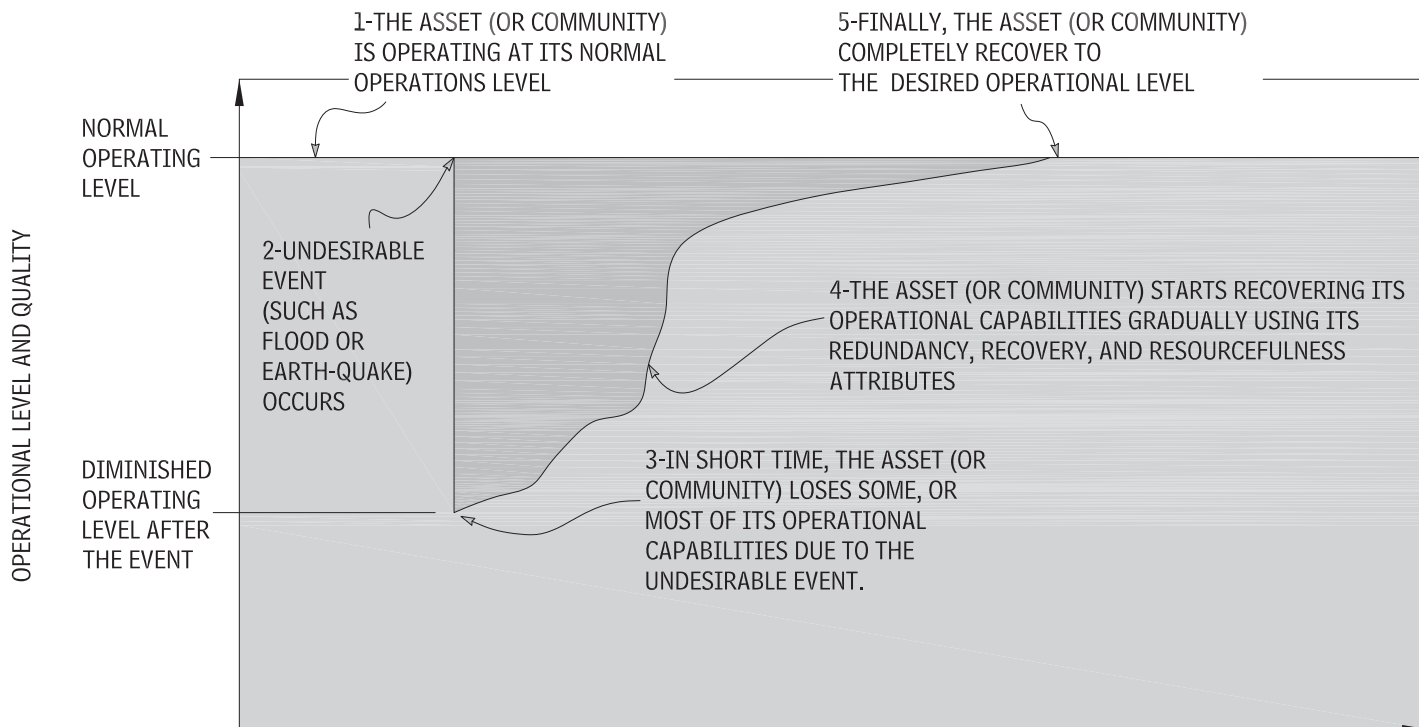 1-THE ASSET (OR COMMUNITY)
IS OPERATING AT ITS NORMAL
OPERATIONS LEVEL
5-FINALLY, THE ASSET (OR COMMUNITY)
COMPLETELY RECOVER TO
THE DESIRED OPERATIONAL LEVEL
NORMAL
OPERATING
LEVEL
OPERATIONAL LEVEL AND QUALITY
2-UNDESIRABLE
EVENT
(SUCH AS
FLOOD OR
EARTH-QUAKE)
OCCURS
4-THE ASSET (OR COMMUNITY) STARTS RECOVERING ITS
OPERATIONAL CAPABILITIES GRADUALLY USING ITS
REDUNDANCY, RECOVERY, AND RESOURCEFULNESS
ATTRIBUTES
3-IN SHORT TIME, THE ASSET (OR
COMMUNITY) LOSES SOME, OR
MOST OF ITS OPERATIONAL
CAPABILITIES DUE TO THE
UNDESIRABLE EVENT.
DIMINISHED
OPERATING
LEVEL AFTER
THE EVENT